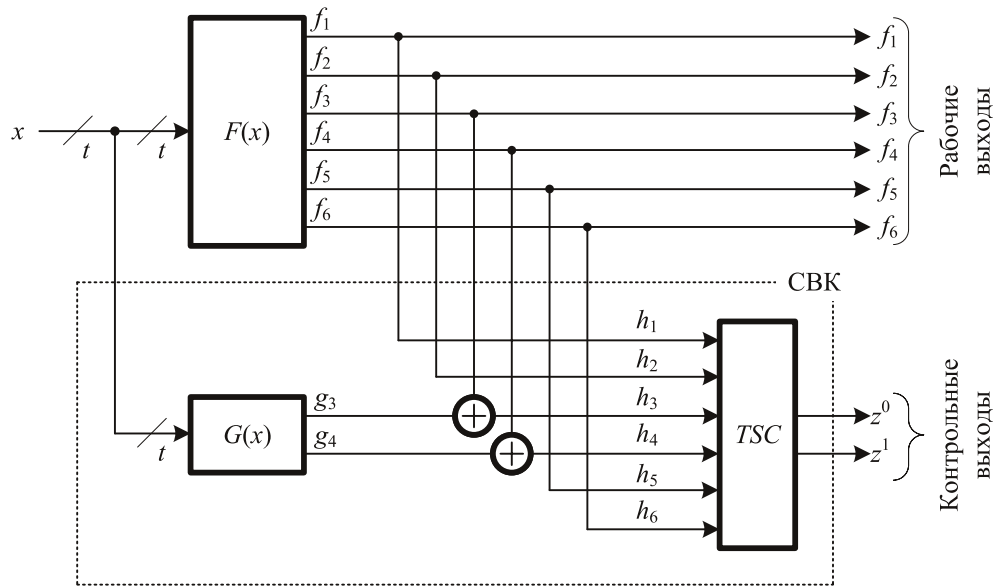 f₁
f₂
f₃
f₄
f₅
f₆
x
t
t
F(x)
f₁
f₂
f₃
f₄
f₅
f₆
Рабочие
выходы
СВК
h₁
h₂
h₃
h₄
h₅
h₆
g₃
g₄
t
G(x)
TSC
z⁰
z¹
Контрольные
выходы